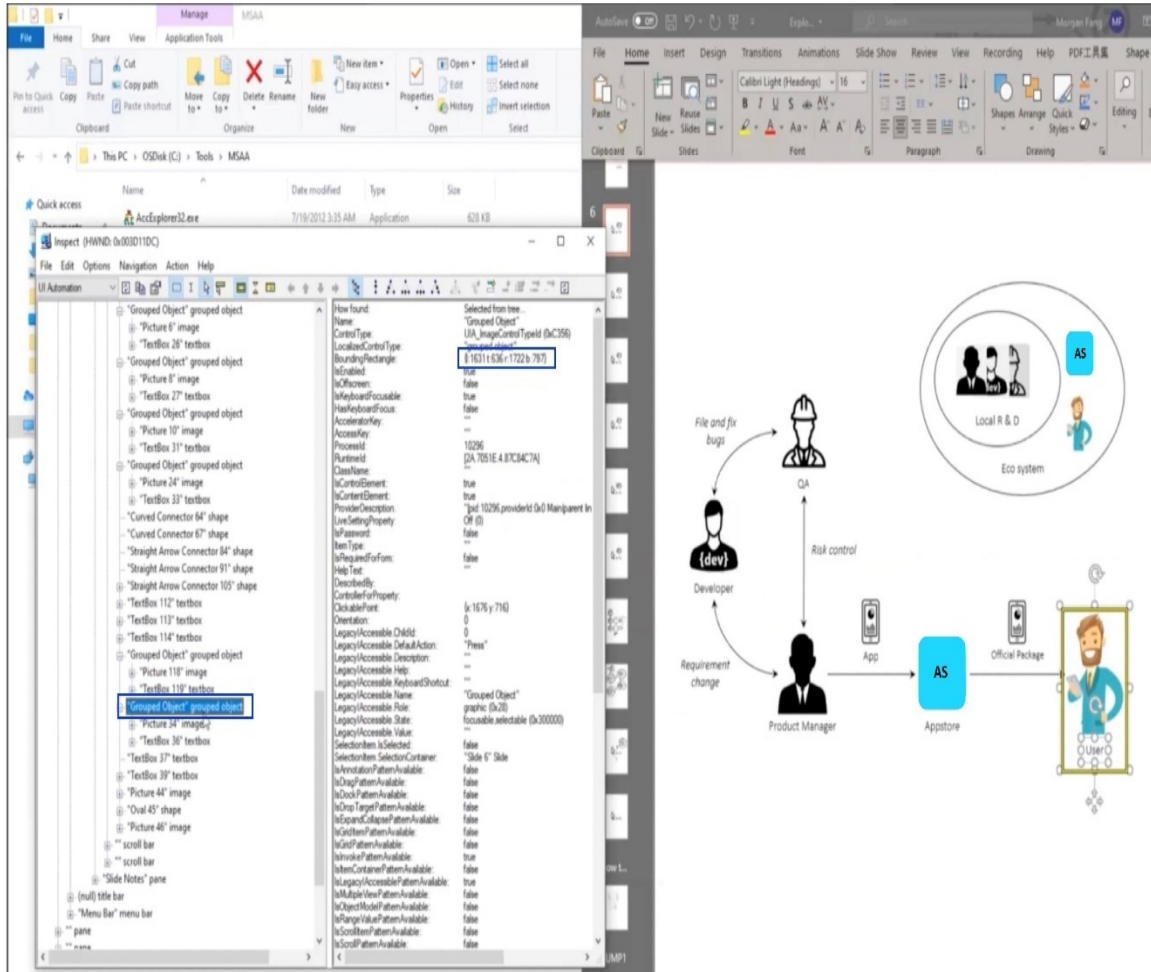 Manage
MSAA
File
Home
Share
View
Application Tools
Pin to Quick
access
Copy
Paste
Cut
Copy path
Paste shortcut
Move
to
Copy
to
Delete
Rename
New
folder
New item
Easy access
Properties
Open
Edit
History
Select all
Select none
Invert selection
Clipboard
Organize
New
Open
Select
This PC > OSDisk (C:) > Tools > MSAA
Name
Date modified
Type
Size
Quick access
AccExplorer32.exe
7/19/2012 3:35 AM
Application
628 KB
Inspect (HWND: 0x003D11DC)
File Edit Options Navigation Action Help
UI Automation
"Grouped Object" grouped object
"Picture 6" image
"TextBox 26" textbox
"Grouped Object" grouped object
"Picture 8" image
"TextBox 27" textbox
"Grouped Object" grouped object
"Picture 10" image
"TextBox 31" textbox
"Grouped Object" grouped object
"Picture 24" image
"TextBox 33" textbox
"Curved Connector 64" shape
"Curved Connector 67" shape
"Straight Arrow Connector 84" shape
"Straight Arrow Connector 91" shape
"Straight Arrow Connector 105" shape
"TextBox 112" textbox
"TextBox 113" textbox
"TextBox 114" textbox
"Grouped Object" grouped object
"Picture 118" image
"TextBox 119" textbox
"Grouped Object" grouped object
"Picture 34" image
"TextBox 36" textbox
"TextBox 37" textbox
"TextBox 39" textbox
"Picture 44" image
"Oval 45" shape
"Picture 46" image
"" scroll bar
"" scroll bar
"Slide Notes" pane
(null) title bar
"Menu Bar" menu bar
"" pane
"" pane
How found: Selected from tree...
Name: "Grouped Object"
ControlType: UIA_ImageControlTypeId (0xC356)
LocalizedControlType: "grouped object"
BoundingRectangle: {l:1631 t:636 r:1722 b:797}
IsEnabled: true
IsOffscreen: false
IsKeyboardFocusable: true
HasKeyboardFocus: false
AcceleratorKey: ""
AccessKey: ""
ProcessId: 10296
RuntimeId: [2A.7051E.4.87C84C7A]
ClassName: ""
IsControlElement: true
IsContentElement: true
ProviderDescription: "[pid:10296,providerId:0x0 Main(parent lin
LiveSettingProperty: Off (0)
IsPassword: false
ItemType: ""
IsRequiredForForm: false
HelpText: ""
DescribedBy:
ControllerForProperty:
ClickablePoint: {x:1676 y:716}
Orientation: 0
LegacyIAccessible.ChildId: 0
LegacyIAccessible.DefaultAction: "Press"
LegacyIAccessible.Description: ""
LegacyIAccessible.Help: ""
LegacyIAccessible.KeyboardShortcut: ""
LegacyIAccessible.Name: "Grouped Object"
LegacyIAccessible.Role: graphic (0x28)
LegacyIAccessible.State: focusable,selectable (0x300000)
LegacyIAccessible.Value: ""
SelectionItem.IsSelected: false
SelectionItem.SelectionContainer: "Slide 6" Slide
IsAnnotationPatternAvailable: false
IsDragPatternAvailable: false
IsDockPatternAvailable: false
IsDropTargetPatternAvailable: false
IsExpandCollapsePatternAvailable: false
IsGridItemPatternAvailable: false
IsGridPatternAvailable: false
IsInvokePatternAvailable: true
IsItemContainerPatternAvailable: false
IsLegacyIAccessiblePatternAvailable: true
IsMultipleViewPatternAvailable: false
IsObjectModelPatternAvailable: false
IsRangeValuePatternAvailable: false
IsScrollItemPatternAvailable: false
IsScrollPatternAvailable: false
AutoSave Off
Explo...
Search
Morgan Fang
MF
File Home Insert Design Transitions Animations Slide Show Review View Recording Help PDF工具集 Shape
Paste
New
Slide
Reuse
Slides
Calibri Light (Headings) 16
Shapes
Arrange
Quick
Styles
Editing
Clipboard
Slides
Font
Paragraph
Drawing
6
UMP1
{dev}
Local R & D
AS
Eco system
File and fix
bugs
QA
{dev}
Developer
Risk control
Requirement
change
Product Manager
App
AS
Appstore
Official Package
User